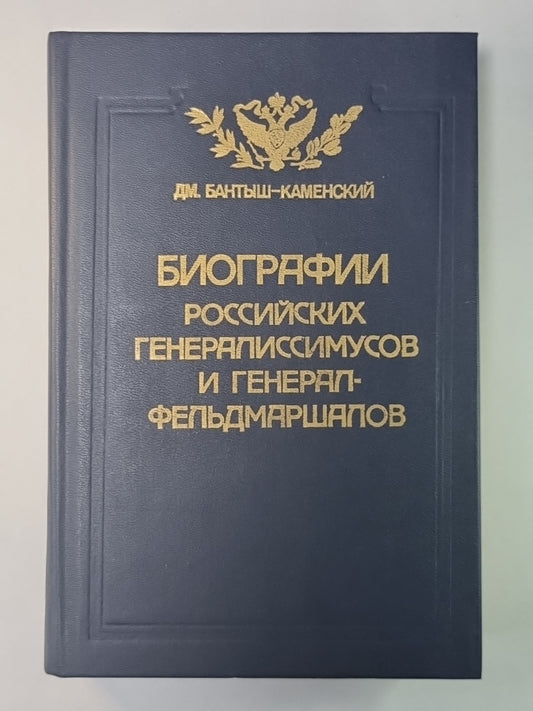 ДМ. БАНТЫШ-КАМЕНСКИЙ
БИОГРАФИИ
РОССИЙСКИХ
ГЕНЕРАЛИССИМУСОВ
И ГЕНЕРАЛ-
ФЕЛЬДМАРШАЛОВ